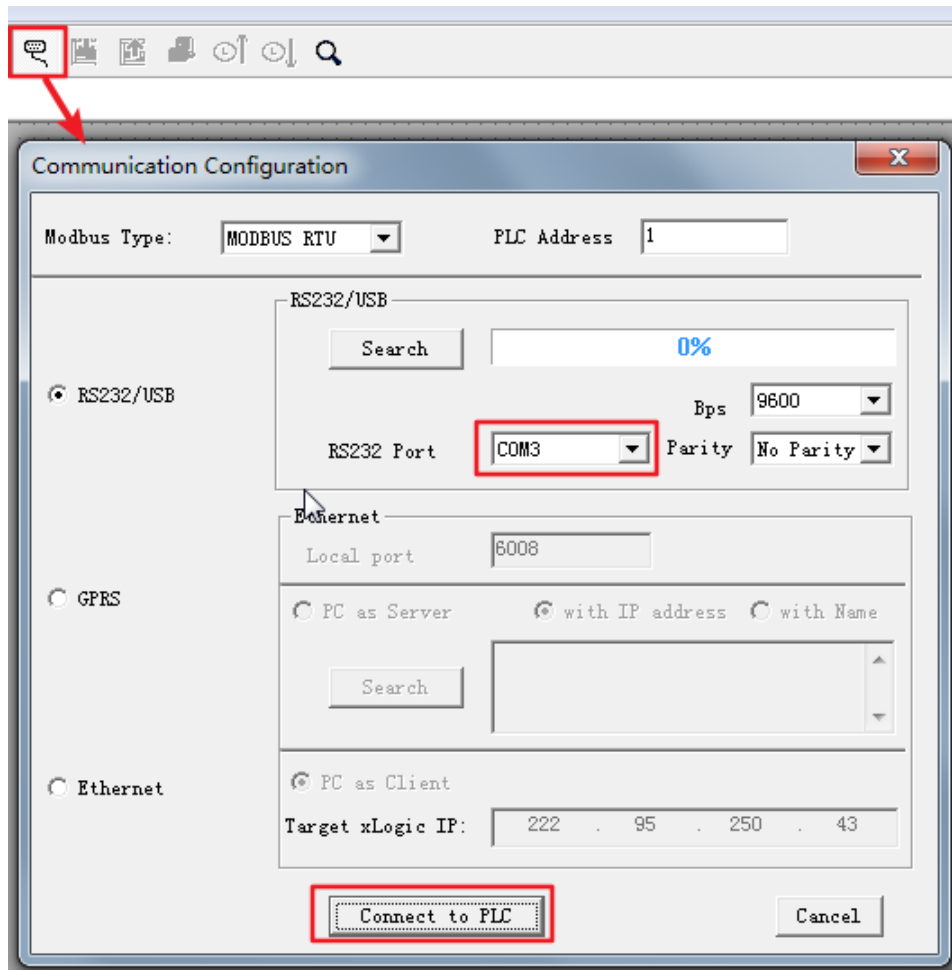 Communication Configuration
X
Modbus Type: MODBUS RTU PLC Address 1
RS232/USB
Search 0%
RS232/USB
Bps 9600
RS232 Port COM3 Parity No Parity
Ethernet
Local port 6008
GPRS
PC as Server with IP address with Name
Search
Ethernet
PC as Client
Target xLogic IP: 222 . 95 . 250 . 43
Connect to PLC Cancel